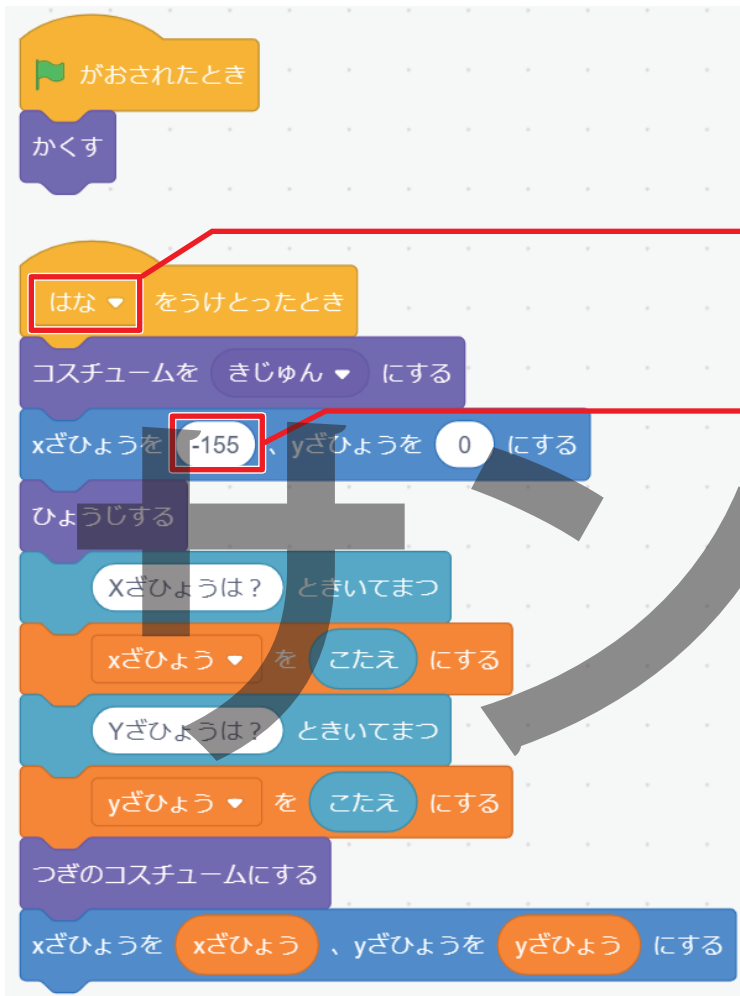 がおされたとき
かくす
はな をうけとったとき
コスチュームを きじゅん にする
xざひょうを -155 、yざひょうを 0 にする
ひょうじする
Xざひょうは？ ときいてまつ
xざひょう を こたえ にする
Yざひょうは？ ときいてまつ
yざひょう を こたえ にする
つぎのコスチュームにする
xざひょうを xざひょう 、yざひょうを yざひょう にする
サン